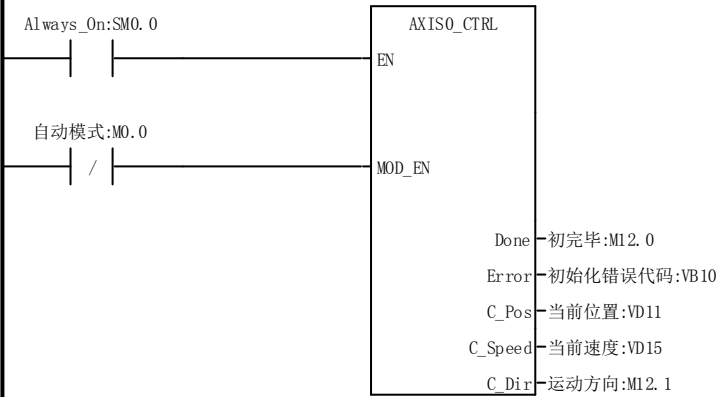 Always_On:SM0.0
AXIS0_CTRL
EN
自动模式:M0.0
/
MOD_EN
Done 初完毕:M12.0
Error 初始化错误代码:VB10
C_Pos 当前位置:VD11
C_Speed 当前速度:VD15
C_Dir 运动方向:M12.1